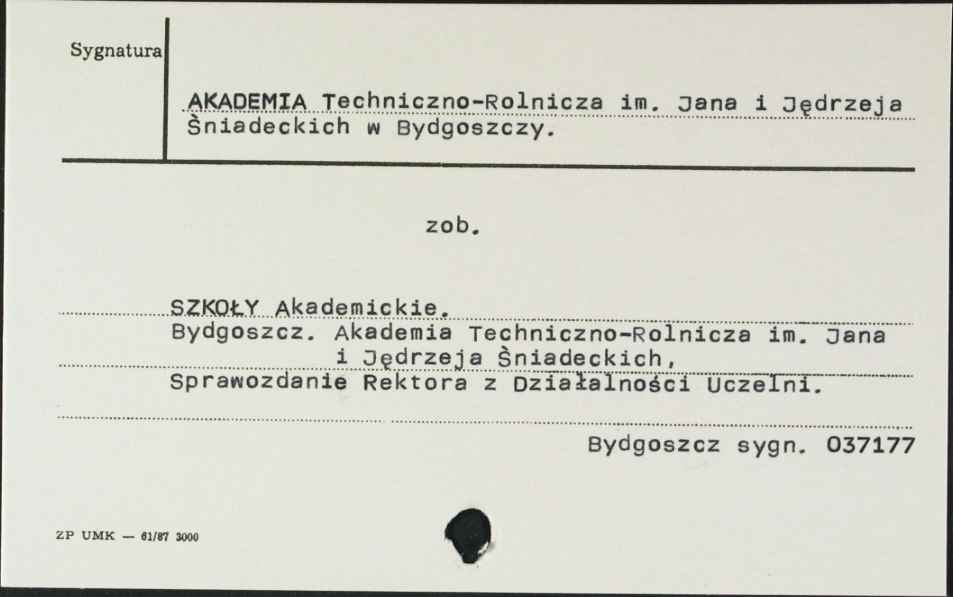 Sygnatura
AKADEMIA Techniczno-Rolnicza im. Jana i Jędrzeja
Śniadeckich w Bydgoszczy.
zob.
SZKOŁY Akademickie.
Bydgoszcz. Akademia Techniczno-Rolnicza im. Jana
i Jędrzeja Śniadeckich,
Sprawozdanie Rektora z Działalności Uczelni.
Bydgoszcz sygn. 037177
ZP UMK — 61/87 3000